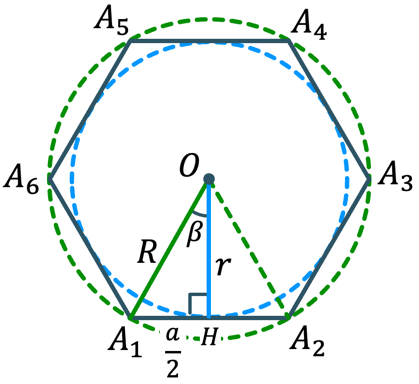 A₅ A₄
O
A₆ A₃
R β r
A₁ a/2 H A₂